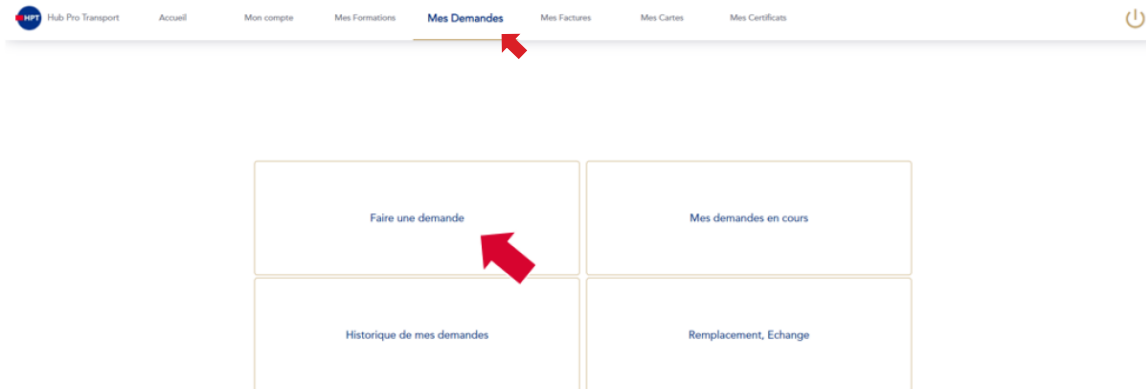 HPT Hub Pro Transport Accueil Mon compte Mes Formations Mes Demandes Mes Factures Mes Cartes Mes Certificats
Faire une demande Mes demandes en cours
Historique de mes demandes Remplacement, Echange